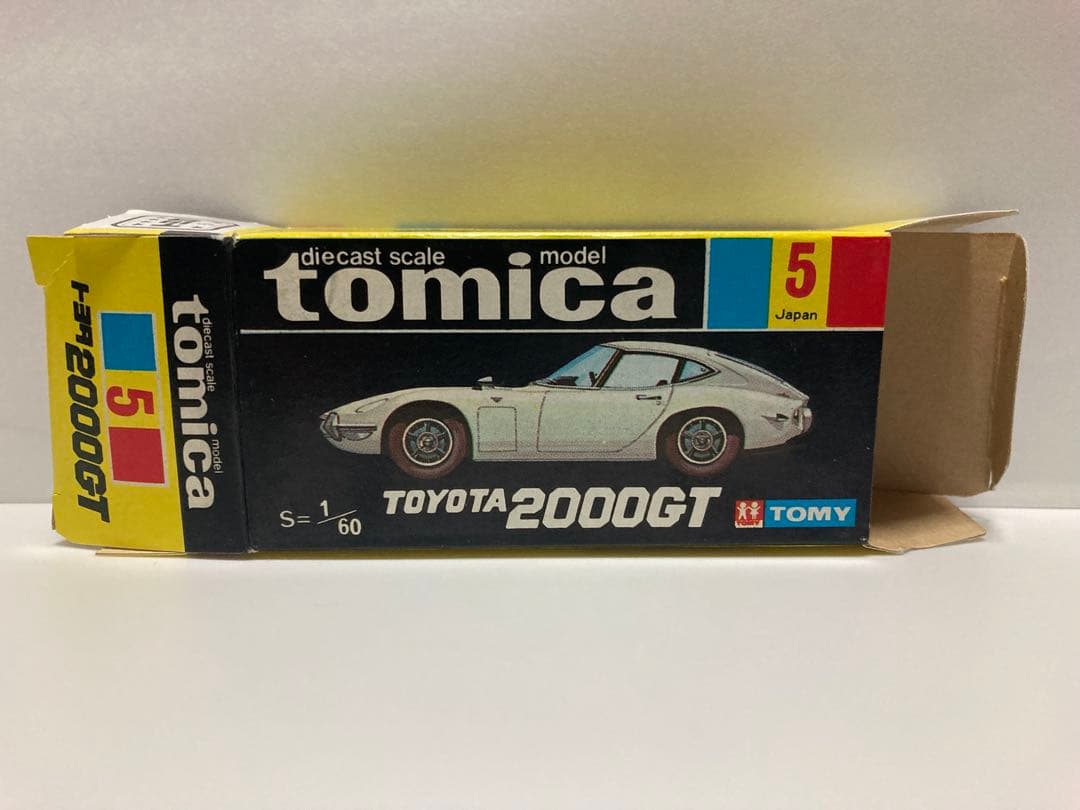 diecast scale model
tomica
5
Japan
TOYOTA 2000GT
S=1/60
TOMY
TOMY
diecast scale model
tomica
5
トヨタ2000GT